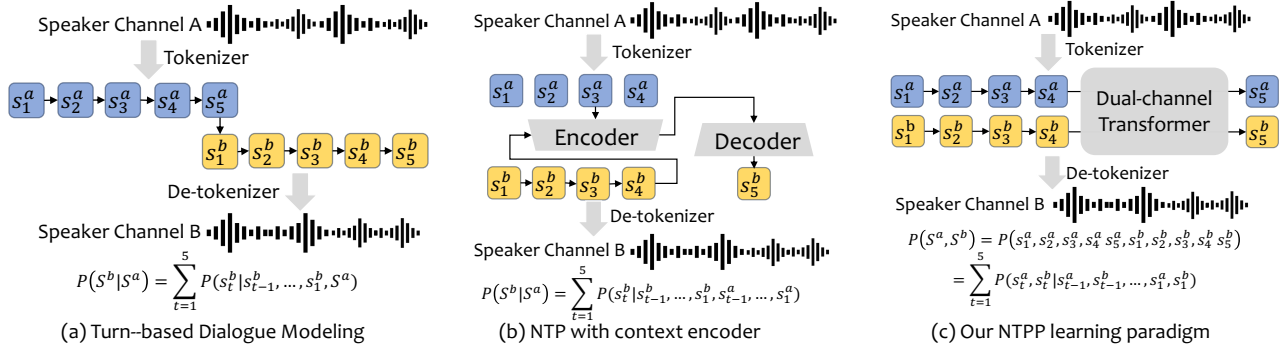 Speaker Channel A
Tokenizer
s_1^a s_2^a s_3^a s_4^a s_5^a
s_1^b s_2^b s_3^b s_4^b s_5^b
De-tokenizer
Speaker Channel B
P(S^b|S^a) = \sum_{t=1}^{5} P(s_t^b|s_{t-1}^b, ..., s_1^b, S^a)
(a) Turn--based Dialogue Modeling
Speaker Channel A
Tokenizer
s_1^a s_2^a s_3^a s_4^a
Encoder
Decoder
s_1^b s_2^b s_3^b s_4^b s_5^b
De-tokenizer
Speaker Channel B
P(S^b|S^a) = \sum_{t=1}^{5} P(s_t^b|s_{t-1}^b, ..., s_1^b, s_{t-1}^a, ..., s_1^a)
(b) NTP with context encoder
Speaker Channel A
Tokenizer
s_1^a s_2^a s_3^a s_4^a s_5^a
Dual-channel
Transformer
s_1^b s_2^b s_3^b s_4^b s_5^b
De-tokenizer
Speaker Channel B
P(S^a, S^b) = P(s_1^a, s_2^a, s_3^a, s_4^a s_5^a, s_1^b, s_2^b, s_3^b, s_4^b s_5^b)
= \sum_{t=1}^{5} P(s_t^a, s_t^b|s_{t-1}^a, s_{t-1}^b, ..., s_1^a, s_1^b)
(c) Our NTPP learning paradigm